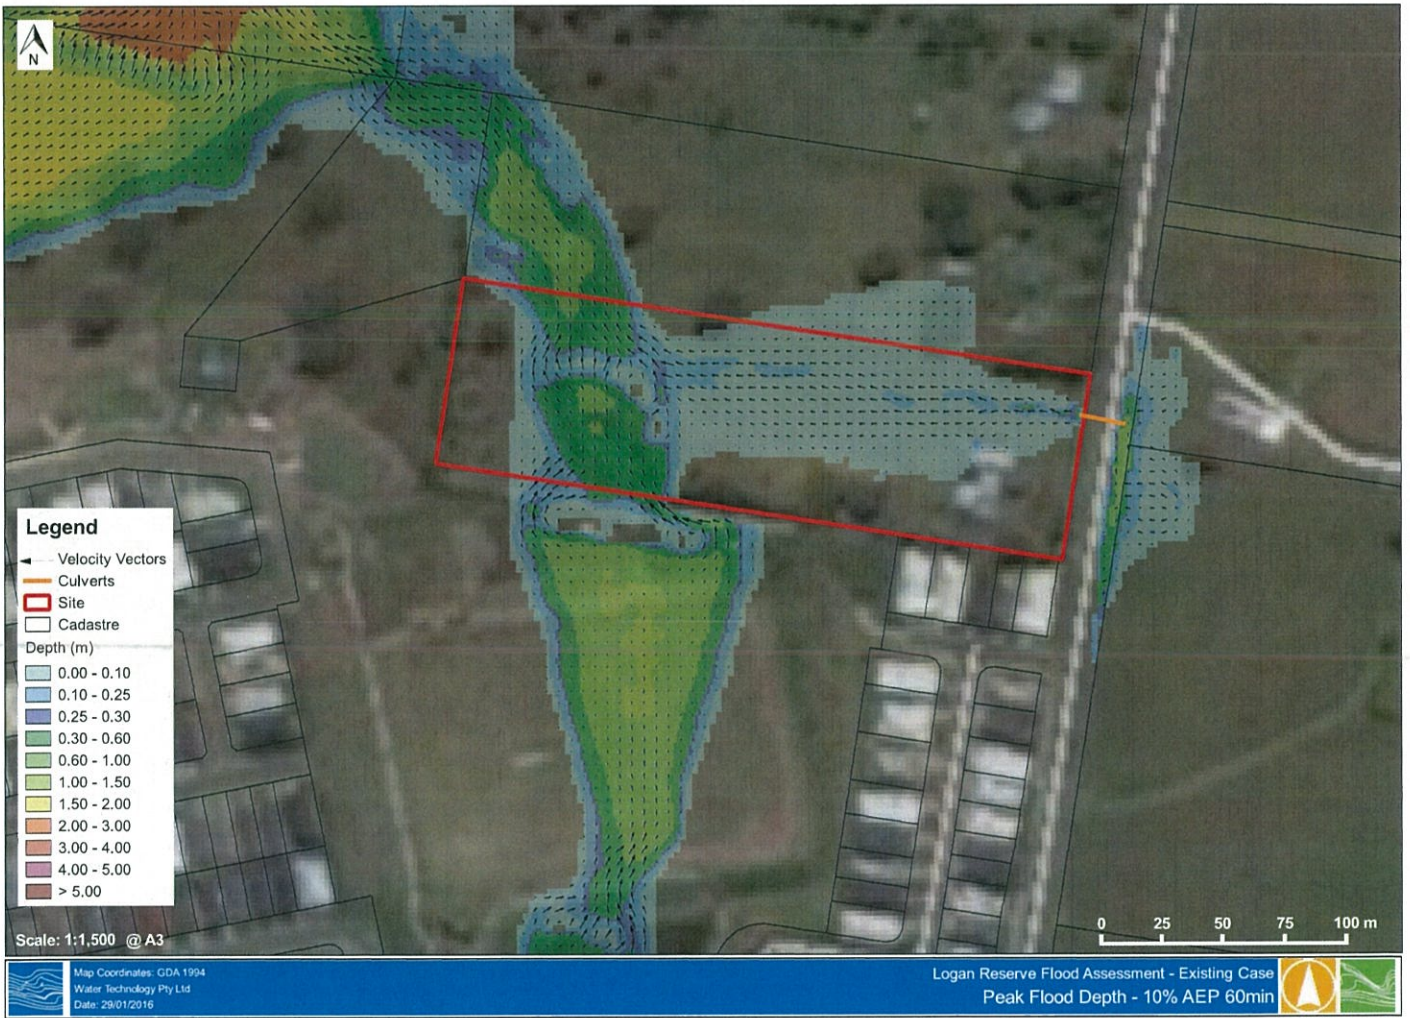 N
Legend
Velocity Vectors
Culverts
Site
Cadastre
Depth (m)
0.00 - 0.10
0.10 - 0.25
0.25 - 0.30
0.30 - 0.60
0.60 - 1.00
1.00 - 1.50
1.50 - 2.00
2.00 - 3.00
3.00 - 4.00
4.00 - 5.00
> 5.00
Scale: 1:1,500 @ A3
0 25 50 75 100 m
Map Coordinates: GDA 1994
Water Technology Pty Ltd
Date: 29/01/2016
Logan Reserve Flood Assessment - Existing Case
Peak Flood Depth - 10% AEP 60min